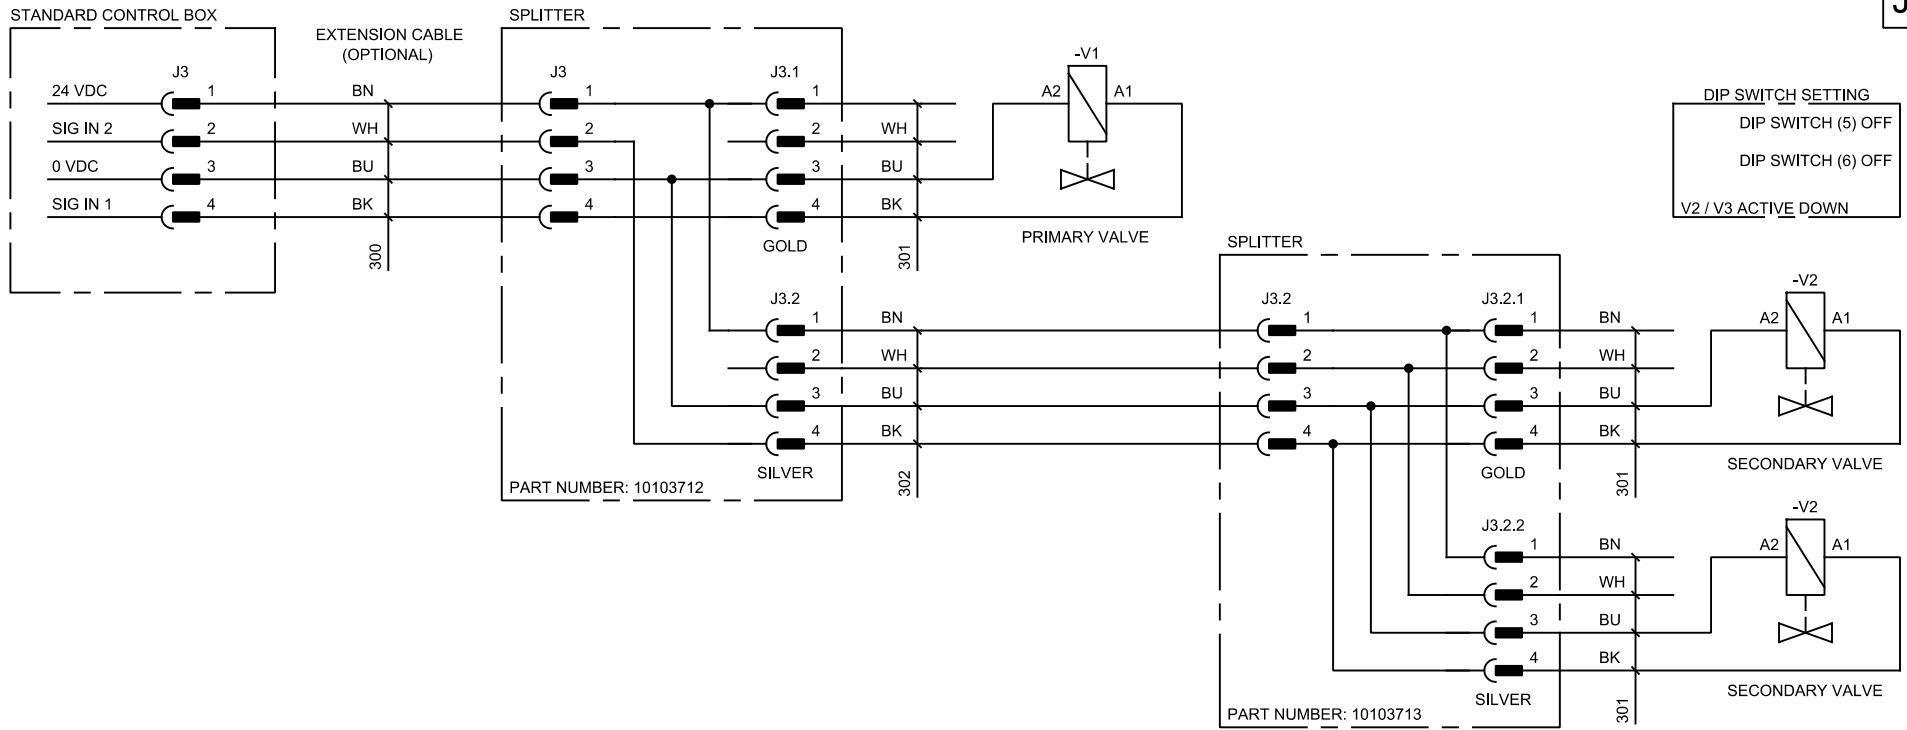 STANDARD CONTROL BOX
J3
24 VDC
1
SIG IN 2
2
0 VDC
3
SIG IN 1
4
EXTENSION CABLE
(OPTIONAL)
BN
WH
BU
BK
300
SPLITTER
J3
1
2
3
4
J3.1
1
2
3
4
GOLD
J3.2
1
2
3
4
SILVER
PART NUMBER: 10103712
WH
BU
BK
301
-V1
A2
A1
PRIMARY VALVE
BN
WH
BU
BK
302
SPLITTER
J3.2
1
2
3
4
J3.2.1
1
2
3
4
GOLD
J3.2.2
1
2
3
4
SILVER
PART NUMBER: 10103713
BN
WH
BU
BK
301
-V2
A2
A1
SECONDARY VALVE
BN
WH
BU
BK
301
-V2
A2
A1
SECONDARY VALVE
DIP SWITCH SETTING
DIP SWITCH (5) OFF
DIP SWITCH (6) OFF
V2 / V3 ACTIVE DOWN